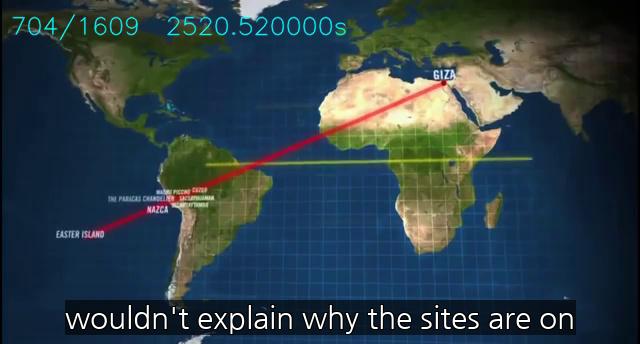 704/1609 2520.520000s
GIZA
MACHU PICCHU CUZCO
THE PARACAS CHANDELIER SACSAYHUAMAN
OLLANTAYTAMBO
NAZCA
EASTER ISLAND
wouldn't explain why the sites are on